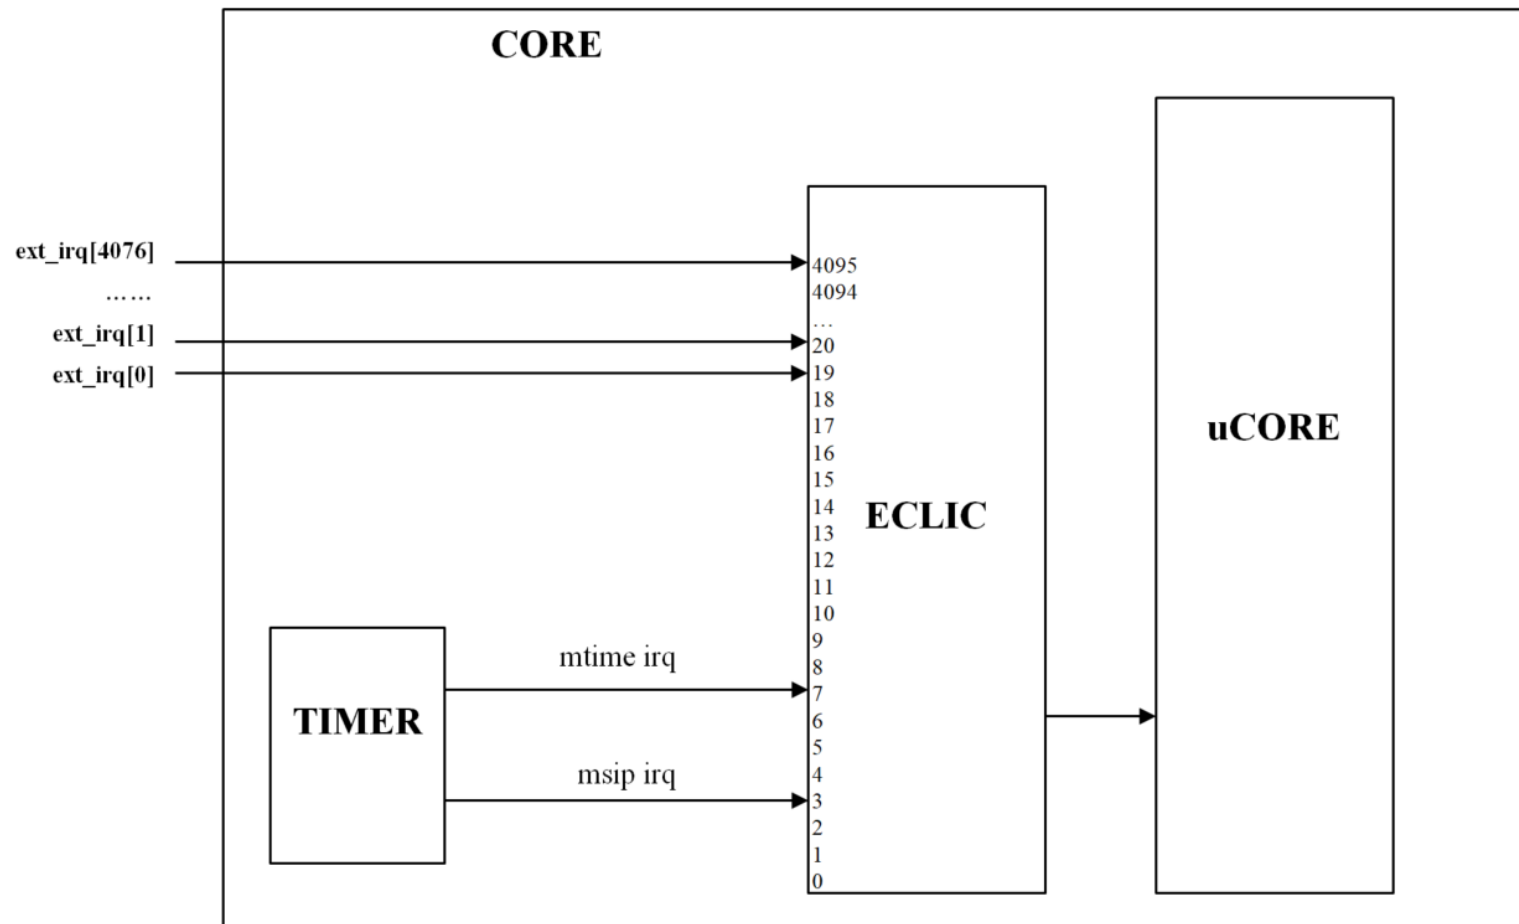 CORE
ext_irq[4076]
……
ext_irq[1]
ext_irq[0]
4095
4094
…
20
19
18
17
16
15
14
13
12
11
10
9
8
7
6
5
4
3
2
1
0
ECLIC
uCORE
TIMER
mtime irq
msip irq